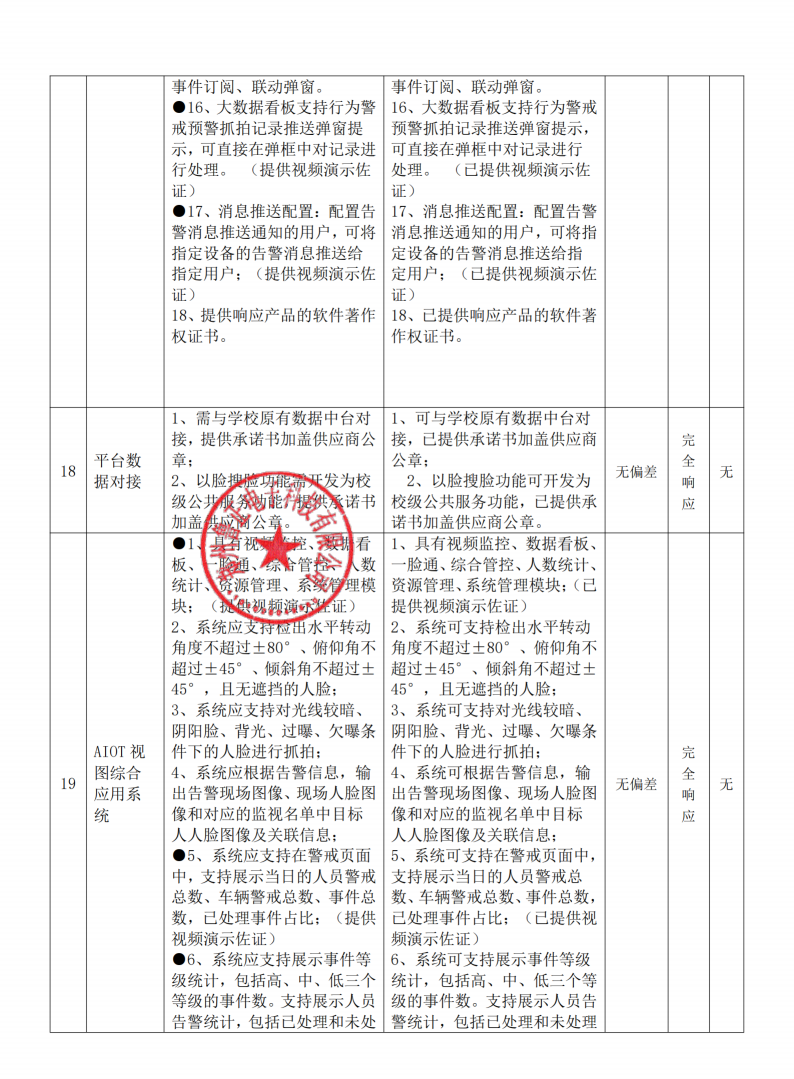 事件订阅、联动弹窗。
●16、大数据看板支持行为警
戒预警抓拍记录推送弹窗提
示，可直接在弹框中对记录进
行处理。 （提供视频演示佐
证）
●17、消息推送配置：配置告
警消息推送通知的用户，可将
指定设备的告警消息推送给
指定用户；（提供视频演示佐
证）
18、提供响应产品的软件著作
权证书。
事件订阅、联动弹窗。
16、大数据看板支持行为警戒
预警抓拍记录推送弹窗提示，
可直接在弹框中对记录进行
处理。 （已提供视频演示佐
证）
17、消息推送配置：配置告警
消息推送通知的用户，可将指
定设备的告警消息推送给指
定用户；（已提供视频演示佐
证）
18、已提供响应产品的软件著
作权证书。
18
平台数
据对接
1、需与学校原有数据中台对
接，提供承诺书加盖供应商公
章；
2、以脸搜脸功能需开发为校
级公共服务功能，提供承诺书
加盖供应商公章。
1、可与学校原有数据中台对
接，已提供承诺书加盖供应商
公章；
2、以脸搜脸功能可开发为
校级公共服务功能，已提供承
诺书加盖供应商公章。
无偏差
完
全
响
应
无
19
AIOT 视
图综合
应用系
统
●1、具有视频监控、数据看
板、一脸通、综合管控、人数
统计、资源管理、系统管理模
块；（提供视频演示佐证）
2、系统应支持检出水平转动
角度不超过±80°、俯仰角不
超过±45°、倾斜角不超过±
45°，且无遮挡的人脸；
3、系统应支持对光线较暗、
阴阳脸、背光、过曝、欠曝条
件下的人脸进行抓拍；
4、系统应根据告警信息，输
出告警现场图像、现场人脸图
像和对应的监视名单中目标
人人脸图像及关联信息；
●5、系统应支持在警戒页面
中，支持展示当日的人员警戒
总数、车辆警戒总数、事件总
数，已处理事件占比；（提供
视频演示佐证）
●6、系统应支持展示事件等
级统计，包括高、中、低三个
等级的事件数。支持展示人员
告警统计，包括已处理和未处
1、具有视频监控、数据看板、
一脸通、综合管控、人数统计、
资源管理、系统管理模块；（已
提供视频演示佐证）
2、系统可支持检出水平转动
角度不超过±80°、俯仰角不
超过±45°、倾斜角不超过±
45°，且无遮挡的人脸；
3、系统可支持对光线较暗、
阴阳脸、背光、过曝、欠曝条
件下的人脸进行抓拍；
4、系统可根据告警信息，输
出告警现场图像、现场人脸图
像和对应的监视名单中目标
人人脸图像及关联信息；
5、系统可支持在警戒页面中，
支持展示当日的人员警戒总
数、车辆警戒总数、事件总数，
已处理事件占比；（已提供视
频演示佐证）
6、系统可支持展示事件等级
统计，包括高、中、低三个等
级的事件数。支持展示人员告
警统计，包括已处理和未处理
无偏差
完
全
响
应
无